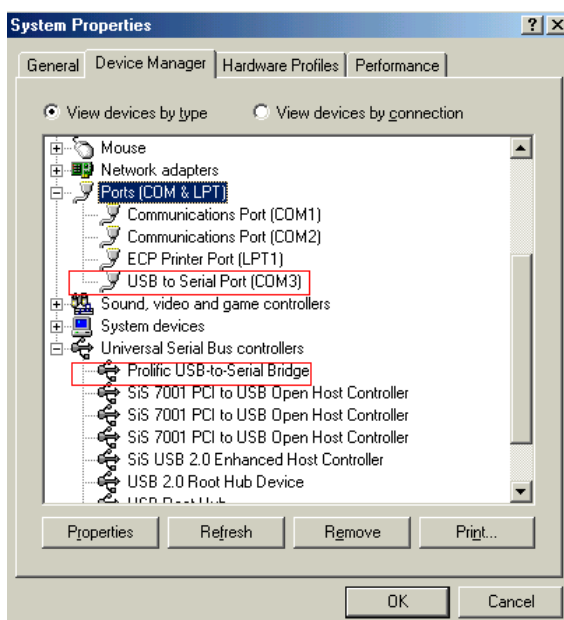 System Properties
General Device Manager Hardware Profiles Performance
View devices by type View devices by connection
Mouse
Network adapters
Ports (COM & LPT)
Communications Port (COM1)
Communications Port (COM2)
ECP Printer Port (LPT1)
USB to Serial Port (COM3)
Sound, video and game controllers
System devices
Universal Serial Bus controllers
Prolific USB-to-Serial Bridge
SiS 7001 PCI to USB Open Host Controller
SiS 7001 PCI to USB Open Host Controller
SiS 7001 PCI to USB Open Host Controller
SiS USB 2.0 Enhanced Host Controller
USB 2.0 Root Hub Device
USB Root Hub
Properties Refresh Remove Print...
OK Cancel